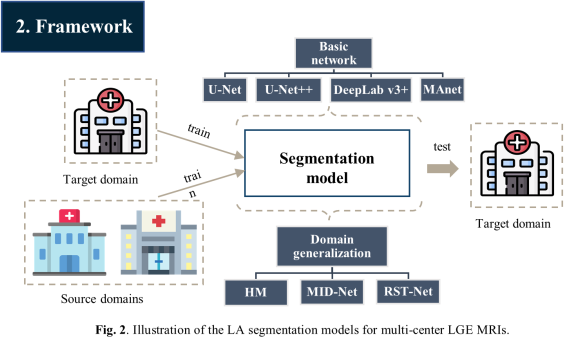 2. Framework
Basic
network
U-Net
U-Net++
DeepLab v3+
MAnet
train
Target domain
Segmentation
model
test
trai
n
Target domain
Source domains
Domain
generalization
HM
MID-Net
RST-Net
Fig. 2. Illustration of the LA segmentation models for multi-center LGE MRIs.